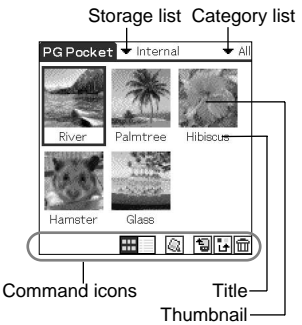 Storage list Category list
PG Pocket Internal All
River Palmtree Hibiscus
Hamster Glass
Command icons Title
Thumbnail